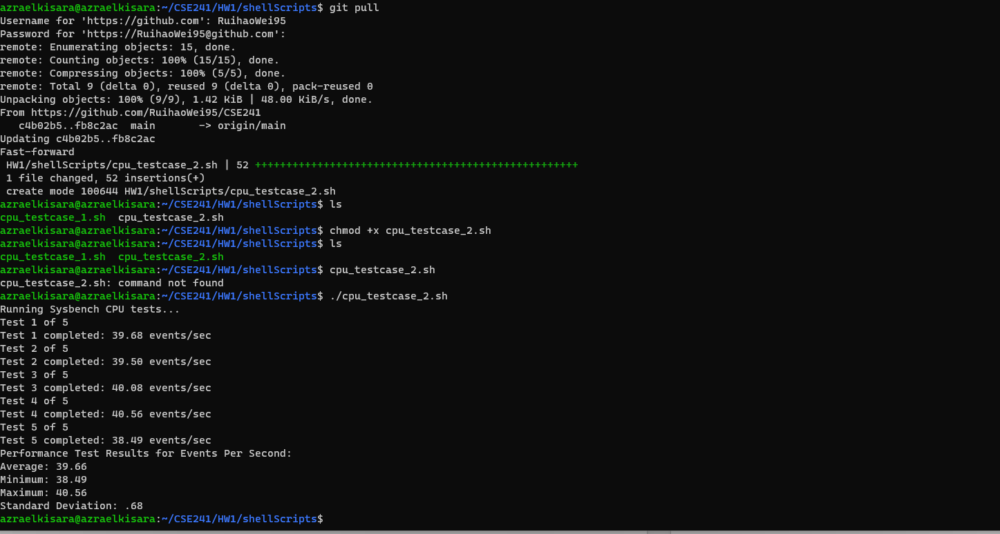 azraelkisara@azraelkisara:~/CSE241/HW1/shellScripts$ git pull
Username for 'https://github.com': RuihaoWei95
Password for 'https://RuihaoWei95@github.com':
remote: Enumerating objects: 15, done.
remote: Counting objects: 100% (15/15), done.
remote: Compressing objects: 100% (5/5), done.
remote: Total 9 (delta 0), reused 9 (delta 0), pack-reused 0
Unpacking objects: 100% (9/9), 1.42 KiB | 48.00 KiB/s, done.
From https://github.com/RuihaoWei95/CSE241
   c4b02b5..fb8c2ac  main       -> origin/main
Updating c4b02b5..fb8c2ac
Fast-forward
 HW1/shellScripts/cpu_testcase_2.sh | 52 ++++++++++++++++++++++++++++++++++++++++++++++++++++
 1 file changed, 52 insertions(+)
 create mode 100644 HW1/shellScripts/cpu_testcase_2.sh
azraelkisara@azraelkisara:~/CSE241/HW1/shellScripts$ ls
cpu_testcase_1.sh  cpu_testcase_2.sh
azraelkisara@azraelkisara:~/CSE241/HW1/shellScripts$ chmod +x cpu_testcase_2.sh
azraelkisara@azraelkisara:~/CSE241/HW1/shellScripts$ ls
cpu_testcase_1.sh  cpu_testcase_2.sh
azraelkisara@azraelkisara:~/CSE241/HW1/shellScripts$ cpu_testcase_2.sh
cpu_testcase_2.sh: command not found
azraelkisara@azraelkisara:~/CSE241/HW1/shellScripts$ ./cpu_testcase_2.sh
Running Sysbench CPU tests...
Test 1 of 5
Test 1 completed: 39.68 events/sec
Test 2 of 5
Test 2 completed: 39.50 events/sec
Test 3 of 5
Test 3 completed: 40.08 events/sec
Test 4 of 5
Test 4 completed: 40.56 events/sec
Test 5 of 5
Test 5 completed: 38.49 events/sec
Performance Test Results for Events Per Second:
Average: 39.66
Minimum: 38.49
Maximum: 40.56
Standard Deviation: .68
azraelkisara@azraelkisara:~/CSE241/HW1/shellScripts$